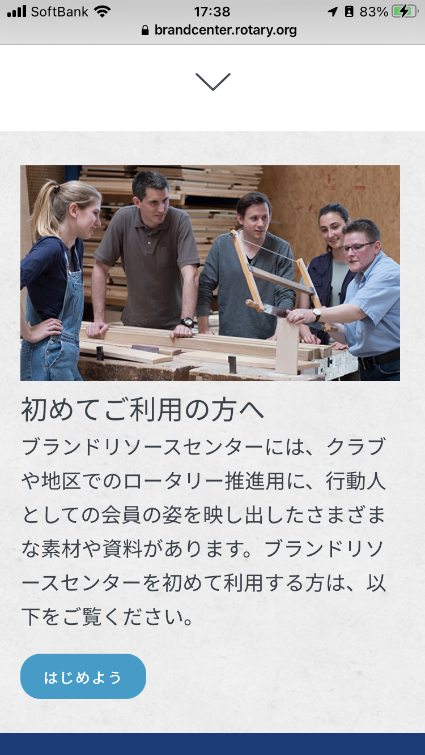 SoftBank 17:38 83%
brandcenter.rotary.org
初めてご利用の方へ
ブランドリソースセンターには、クラブ
や地区でのロータリー推進用に、行動人
としての会員の姿を映し出したさまざま
な素材や資料があります。ブランドリソ
ースセンターを初めて利用する方は、以
下をご覧ください。
はじめよう